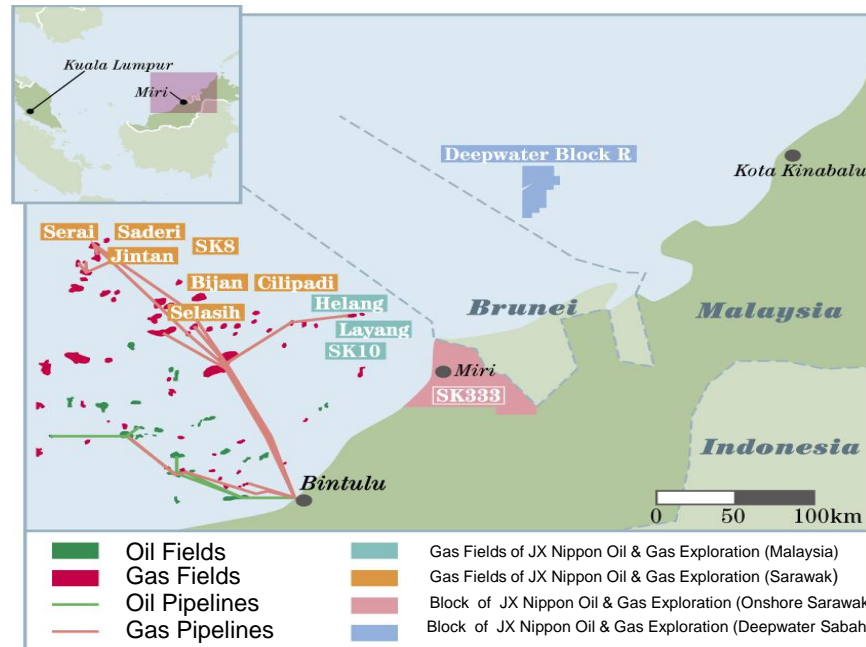 Kuala Lumpur
Miri
Deepwater Block R
Kota Kinabalu
Serai
Saderi
SK8
Jintan
Bijan
Cilipadi
Selasih
Helang
Layang
SK10
Brunei
Malaysia
Miri
SK333
Indonesia
Bintulu
0 50 100km
Oil Fields
Gas Fields
Oil Pipelines
Gas Pipelines
Gas Fields of JX Nippon Oil & Gas Exploration (Malaysia)
Gas Fields of JX Nippon Oil & Gas Exploration (Sarawak)
Block of JX Nippon Oil & Gas Exploration (Onshore Sarawak
Block of JX Nippon Oil & Gas Exploration (Deepwater Sabah